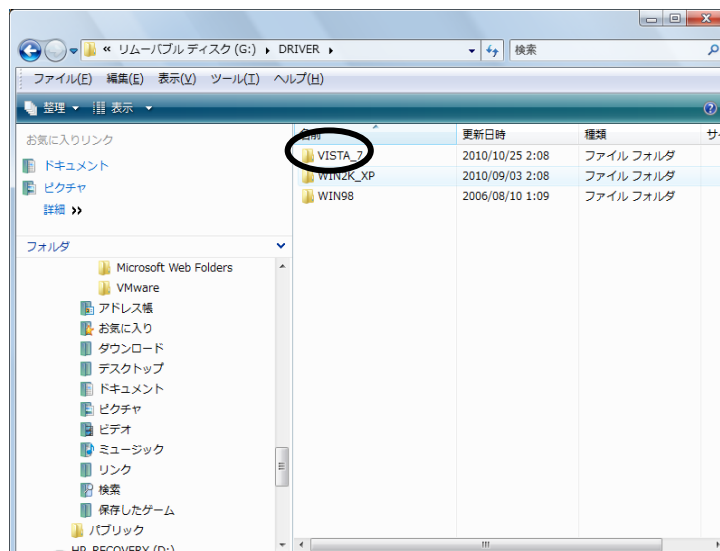 « リムーバブル ディスク (G:) ▸ DRIVER ▸
検索
ファイル(F) 編集(E) 表示(V) ツール(T) ヘルプ(H)
整理 表示
お気に入りリンク
ドキュメント
ピクチャ
詳細 »
フォルダ
Microsoft Web Folders
VMware
アドレス帳
お気に入り
ダウンロード
デスクトップ
ドキュメント
ピクチャ
ビデオ
ミュージック
リンク
検索
保存したゲーム
パブリック
HP_RECOVERY (D:)
名前 更新日時 種類 サ
VISTA_7 2010/10/25 2:08 ファイル フォルダ
WIN2K_XP 2010/09/03 2:08 ファイル フォルダ
WIN98 2006/08/10 1:09 ファイル フォルダ